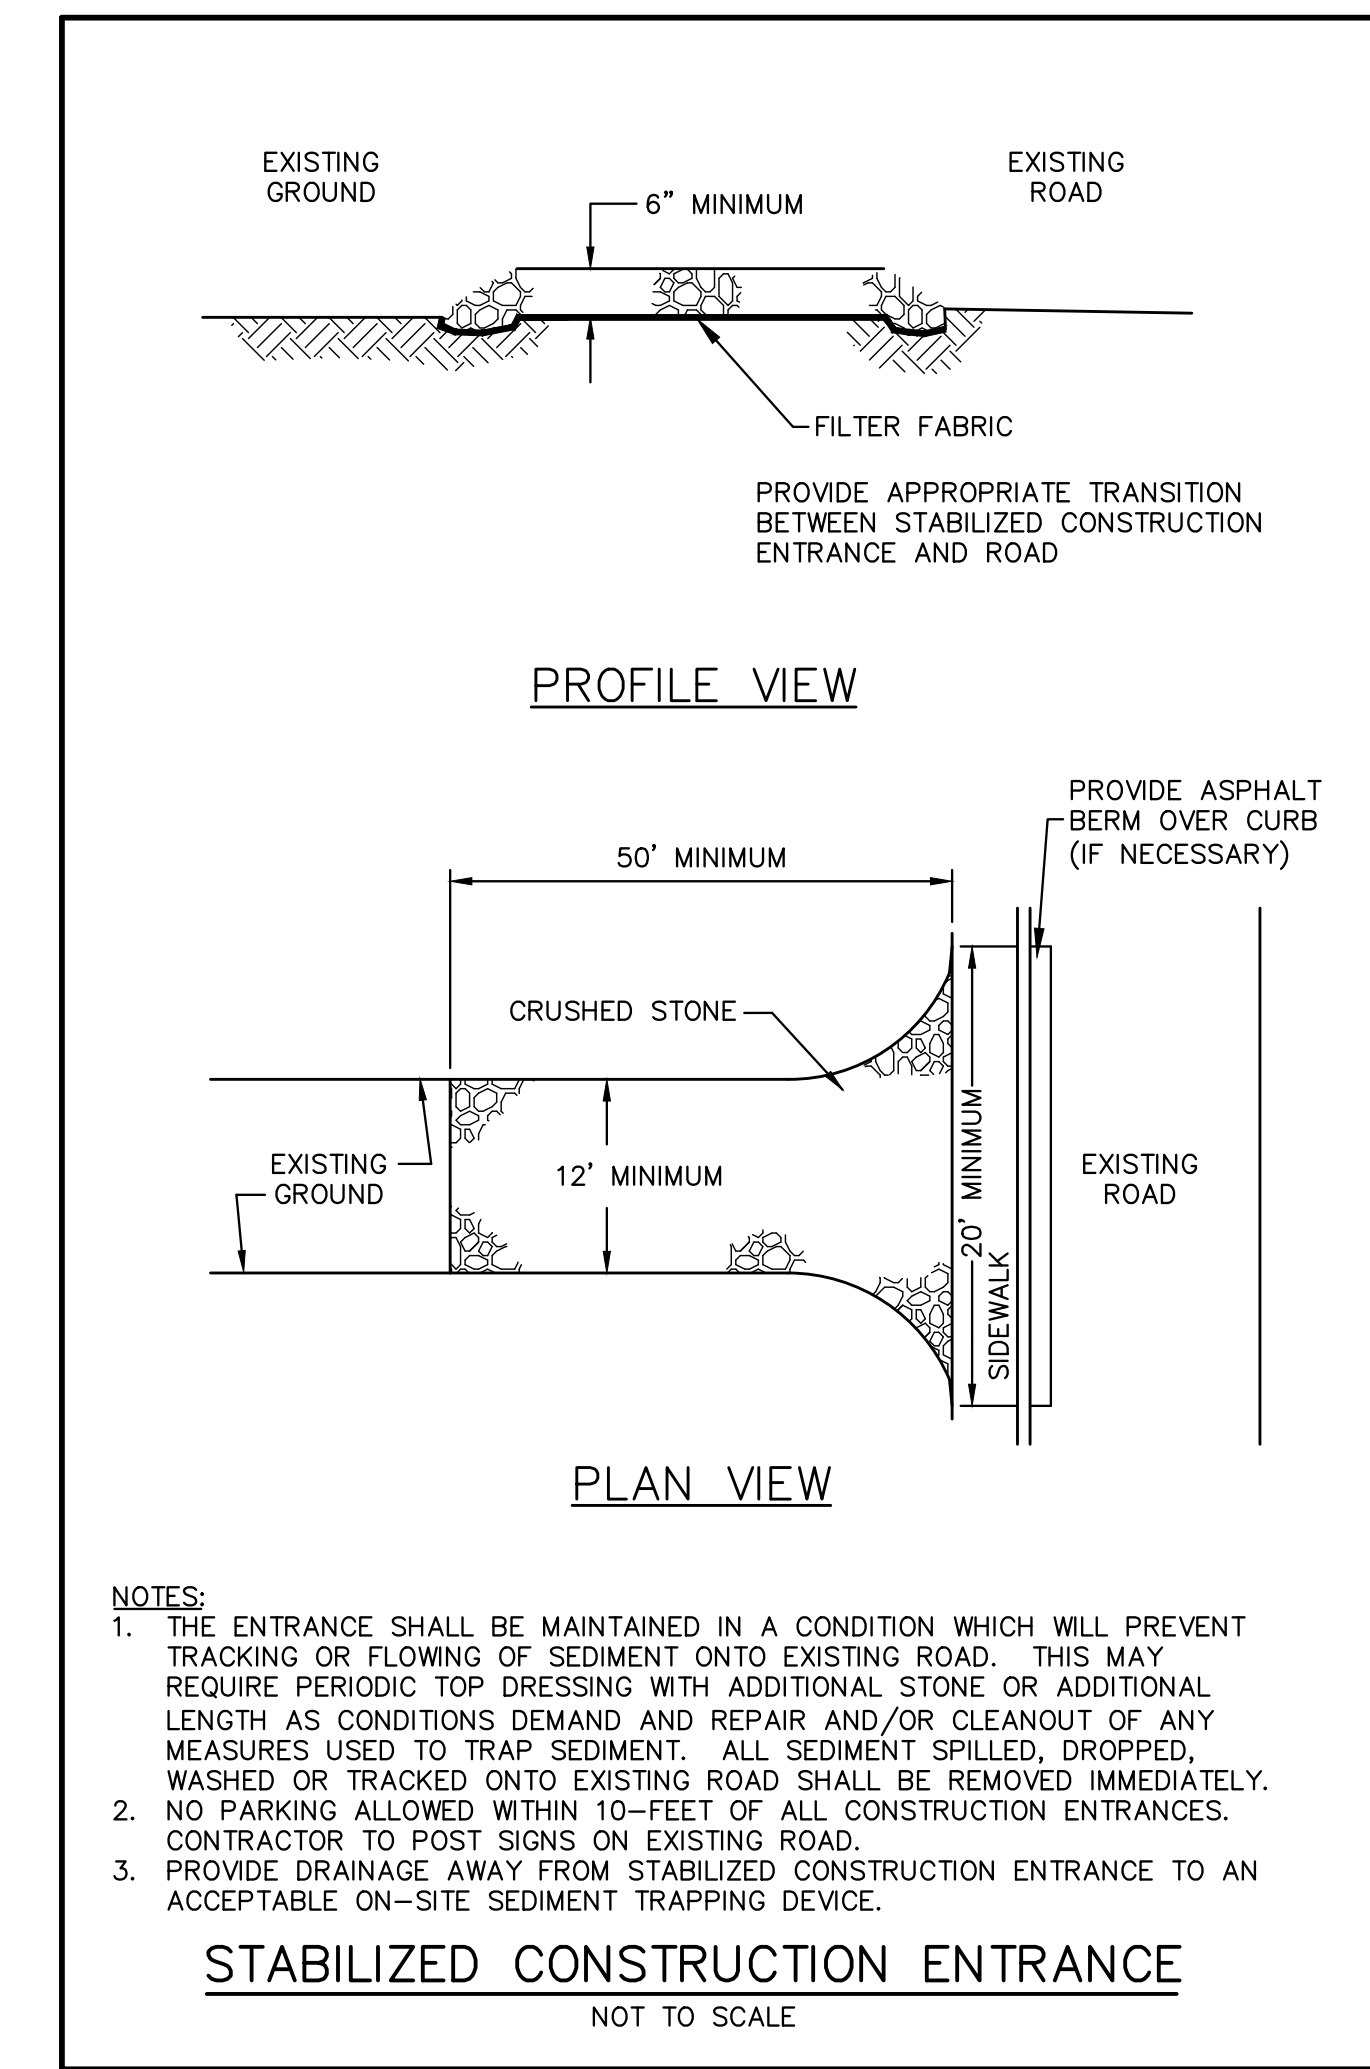 EXISTING
GROUND
EXISTING
ROAD
6" MINIMUM
FILTER FABRIC
PROVIDE APPROPRIATE TRANSITION
BETWEEN STABILIZED CONSTRUCTION
ENTRANCE AND ROAD
PROFILE VIEW
PROVIDE ASPHALT
BERM OVER CURB
(IF NECESSARY)
50' MINIMUM
CRUSHED STONE
EXISTING
GROUND
12' MINIMUM
20' MINIMUM
SIDEWALK
EXISTING
ROAD
PLAN VIEW
NOTES:
1. THE ENTRANCE SHALL BE MAINTAINED IN A CONDITION WHICH WILL PREVENT
TRACKING OR FLOWING OF SEDIMENT ONTO EXISTING ROAD. THIS MAY
REQUIRE PERIODIC TOP DRESSING WITH ADDITIONAL STONE OR ADDITIONAL
LENGTH AS CONDITIONS DEMAND AND REPAIR AND/OR CLEANOUT OF ANY
MEASURES USED TO TRAP SEDIMENT. ALL SEDIMENT SPILLED, DROPPED,
WASHED OR TRACKED ONTO EXISTING ROAD SHALL BE REMOVED IMMEDIATELY.
2. NO PARKING ALLOWED WITHIN 10-FEET OF ALL CONSTRUCTION ENTRANCES.
CONTRACTOR TO POST SIGNS ON EXISTING ROAD.
3. PROVIDE DRAINAGE AWAY FROM STABILIZED CONSTRUCTION ENTRANCE TO AN
ACCEPTABLE ON-SITE SEDIMENT TRAPPING DEVICE.
STABILIZED CONSTRUCTION ENTRANCE
NOT TO SCALE